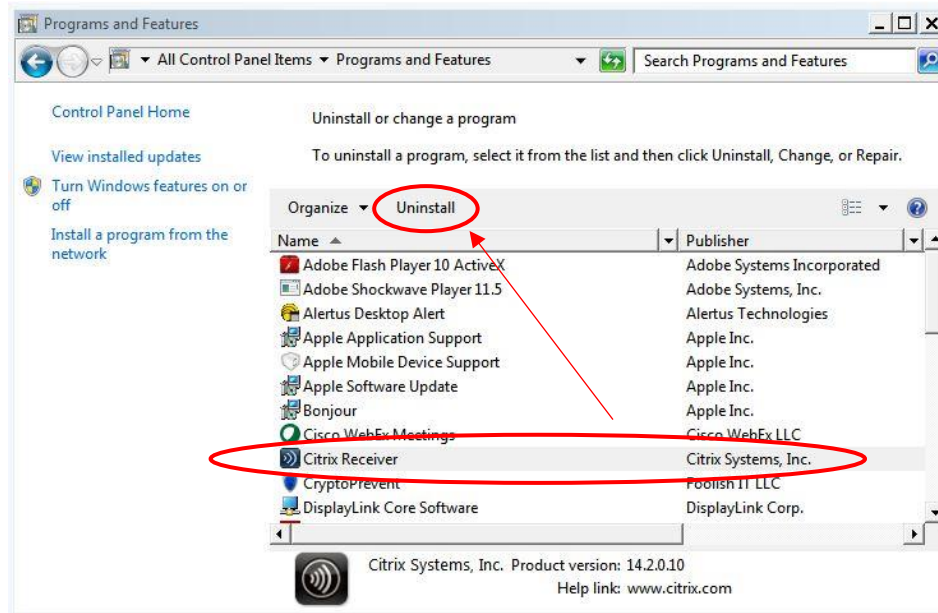 Programs and Features
All Control Panel Items Programs and Features Search Programs and Features
Control Panel Home
View installed updates
Turn Windows features on or
off
Install a program from the
network
Uninstall or change a program
To uninstall a program, select it from the list and then click Uninstall, Change, or Repair.
Organize Uninstall
Name Publisher
Adobe Flash Player 10 ActiveX Adobe Systems Incorporated
Adobe Shockwave Player 11.5 Adobe Systems, Inc.
Alertus Desktop Alert Alertus Technologies
Apple Application Support Apple Inc.
Apple Mobile Device Support Apple Inc.
Apple Software Update Apple Inc.
Bonjour Apple Inc.
Cisco WebEx Meetings Cisco WebEx LLC
Citrix Receiver Citrix Systems, Inc.
CryptoPrevent Foolish IT LLC
DisplayLink Core Software DisplayLink Corp.
Citrix Systems, Inc. Product version: 14.2.0.10
Help link: www.citrix.com